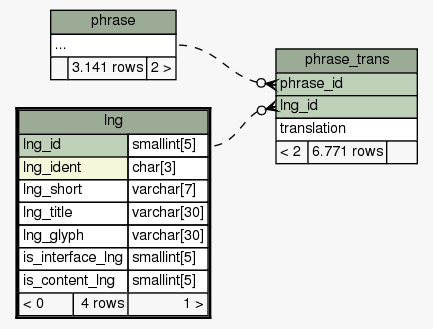 phrase
...
3.141 rows 2 >
phrase_trans
phrase_id
lng_id
translation
< 2 6.771 rows
lng
lng_id smallint[5]
lng_ident char[3]
lng_short varchar[7]
lng_title varchar[30]
lng_glyph varchar[30]
is_interface_lng smallint[5]
is_content_lng smallint[5]
< 0 4 rows 1 >